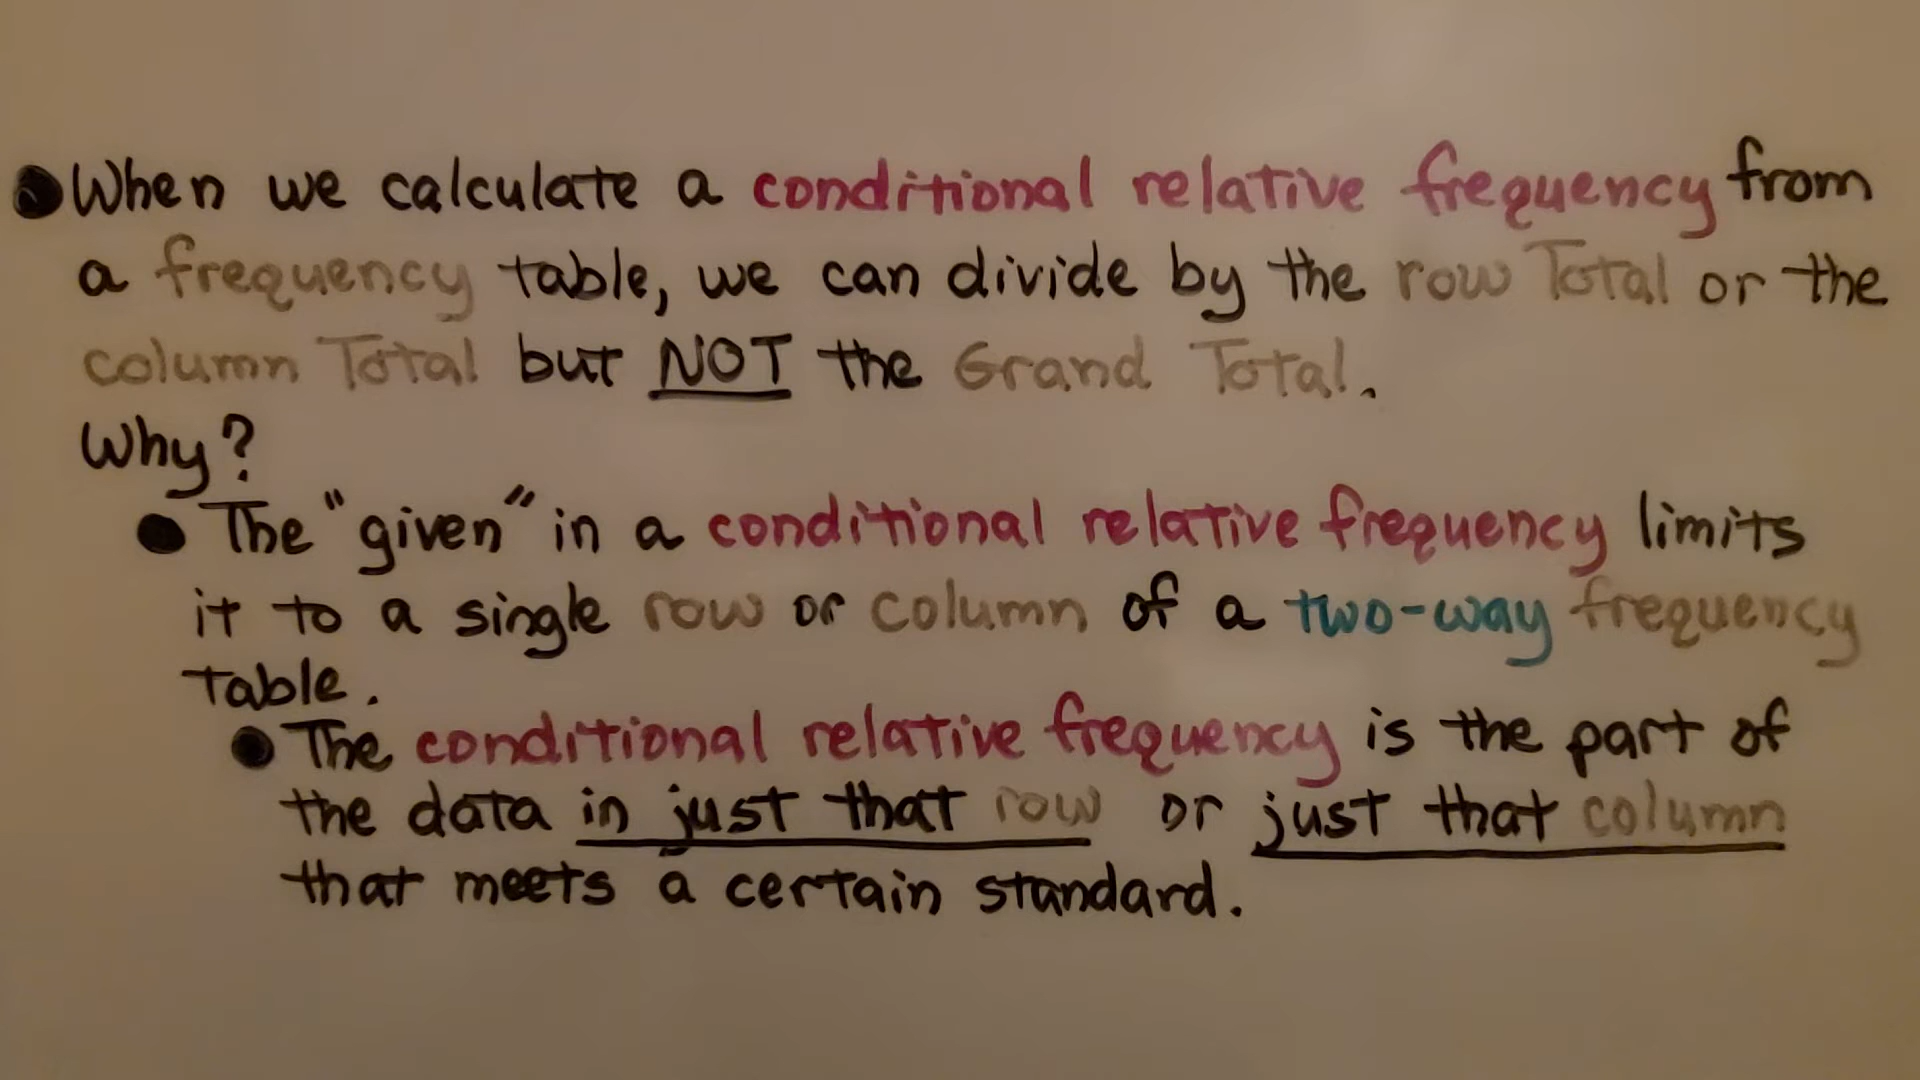 ●When we calculate a conditional relative frequency from
a frequency table, we can divide by the row Total or the
column Total but NOT the Grand Total.
Why?
●The "given" in a conditional relative frequency limits
it to a single row or column of a two-way frequency
table.
●The conditional relative frequency is the part of
the data in just that row or just that column
that meets a certain standard.